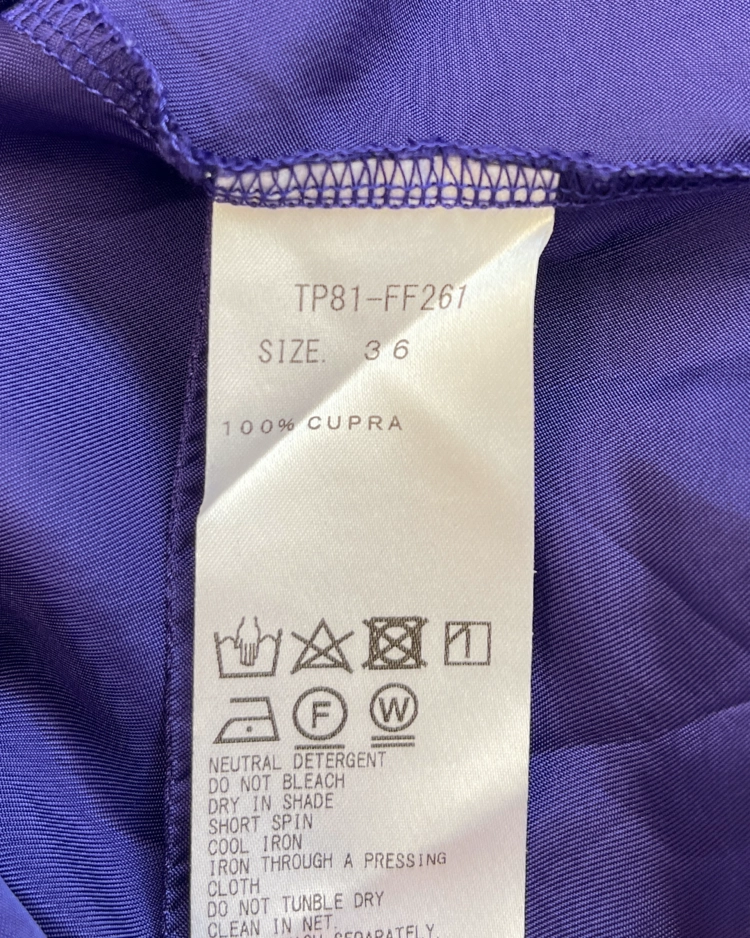 TP81-FF261
SIZE. 36
100% CUPRA
F W
NEUTRAL DETERGENT
DO NOT BLEACH
DRY IN SHADE
SHORT SPIN
COOL IRON
IRON THROUGH A PRESSING
CLOTH
DO NOT TUNBLE DRY
CLEAN IN NET.
SEPARATELY.